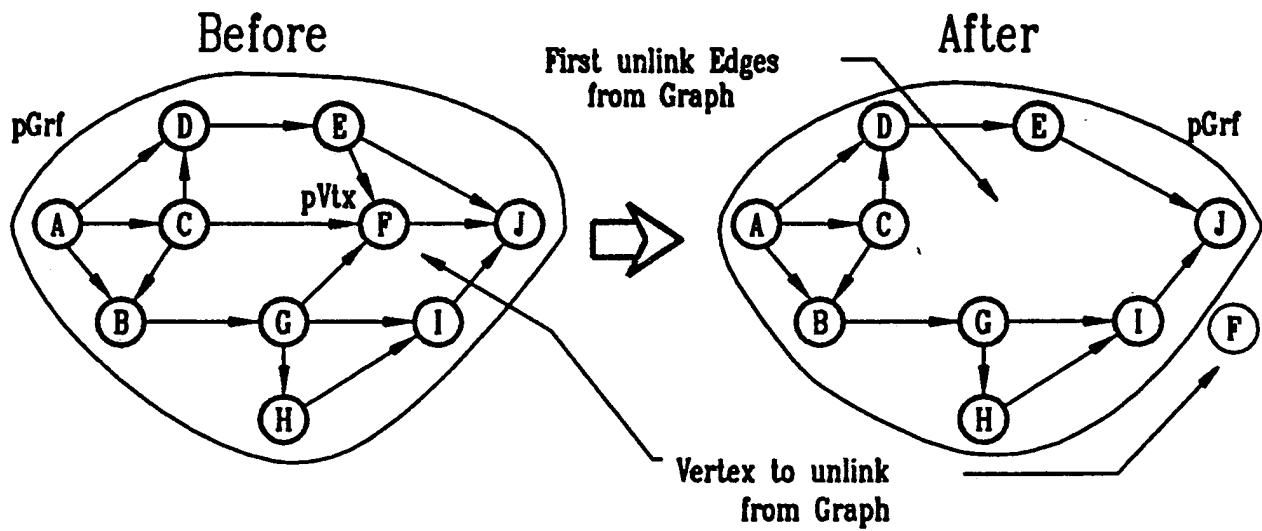 Before
After
First unlink Edges
from Graph
pGrf
D
E
A
C
pVtx
F
J
B
G
I
H
D
E
pGrf
A
C
J
B
G
I
F
H
Vertex to unlink
from Graph